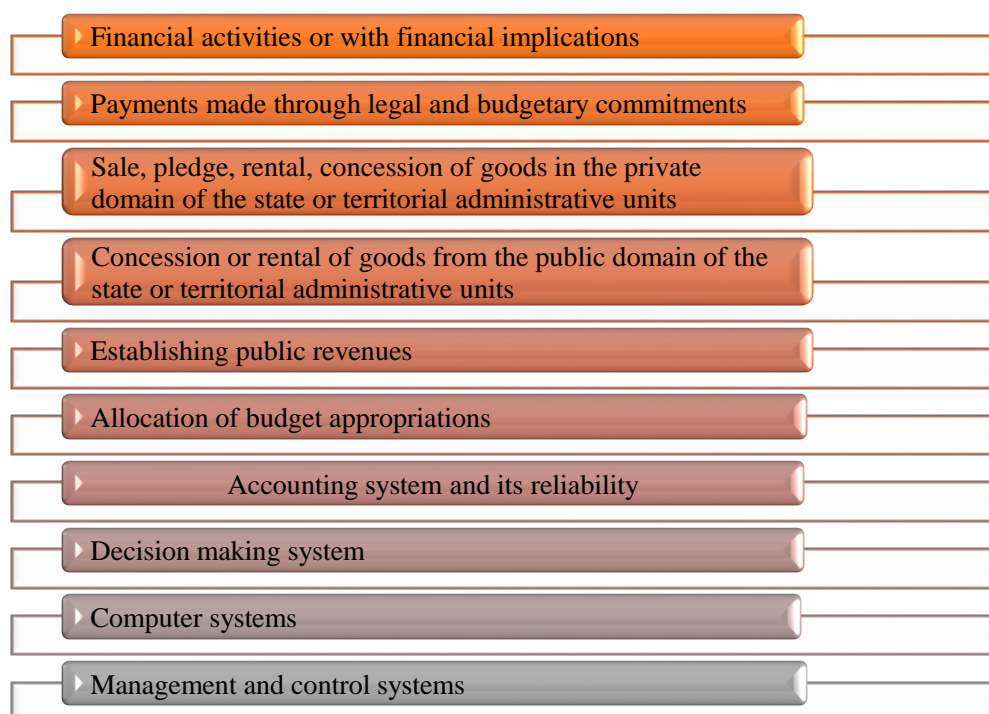 Financial activities or with financial implications
Payments made through legal and budgetary commitments
Sale, pledge, rental, concession of goods in the private
domain of the state or territorial administrative units
Concession or rental of goods from the public domain of the
state or territorial administrative units
Establishing public revenues
Allocation of budget appropriations
Accounting system and its reliability
Decision making system
Computer systems
Management and control systems